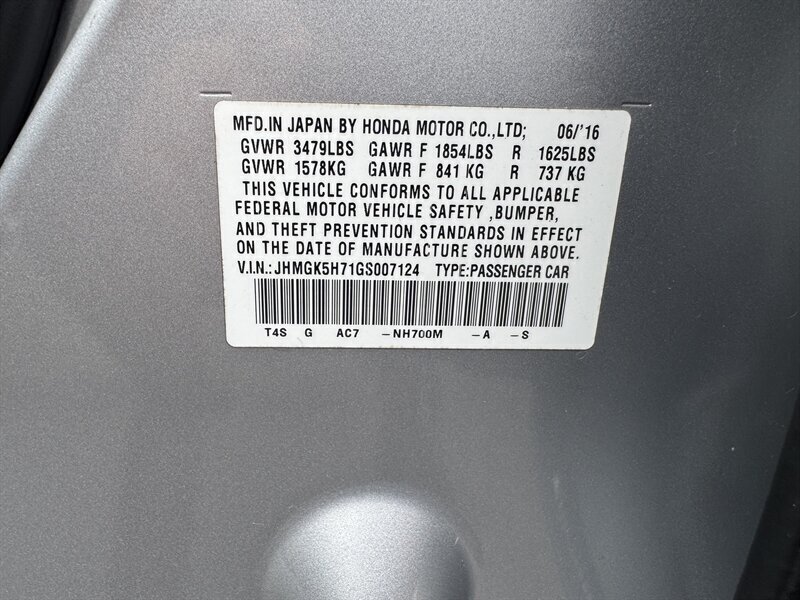 MFD.IN JAPAN BY HONDA MOTOR CO.,LTD; 06/'16
GVWR 3479LBS GAWR F 1854LBS R 1625LBS
GVWR 1578KG GAWR F 841 KG R 737 KG
THIS VEHICLE CONFORMS TO ALL APPLICABLE
FEDERAL MOTOR VEHICLE SAFETY ,BUMPER,
AND THEFT PREVENTION STANDARDS IN EFFECT
ON THE DATE OF MANUFACTURE SHOWN ABOVE.
V.I.N.:JHMGK5H71GS007124 TYPE:PASSENGER CAR
T4S G AC7 -NH700M -A -S